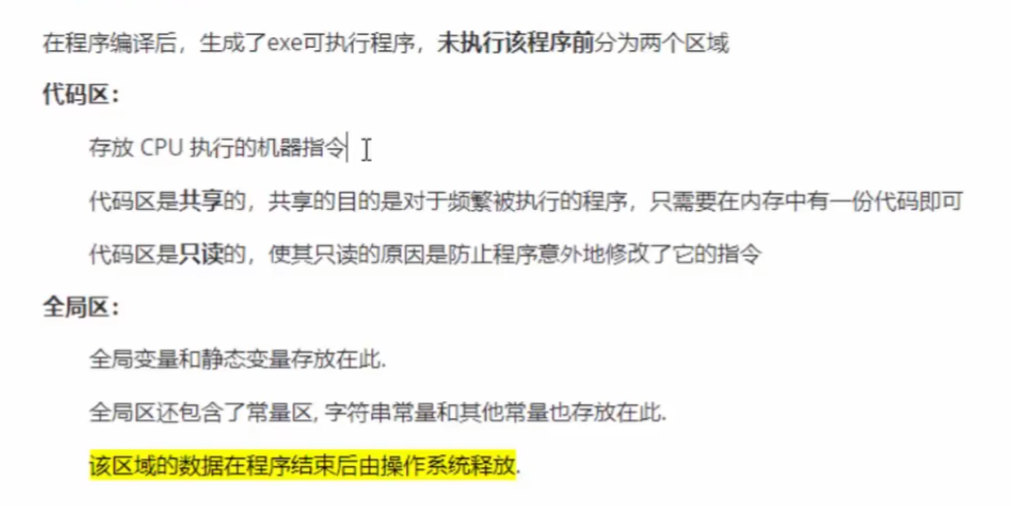 在程序编译后，生成了exe可执行程序，未执行该程序前分为两个区域
代码区：
存放 CPU 执行的机器指令
代码区是共享的，共享的目的是对于频繁被执行的程序，只需要在内存中有一份代码即可
代码区是只读的，使其只读的原因是防止程序意外地修改了它的指令
全局区：
全局变量和静态变量存放在此.
全局区还包含了常量区, 字符串常量和其他常量也存放在此.
该区域的数据在程序结束后由操作系统释放.